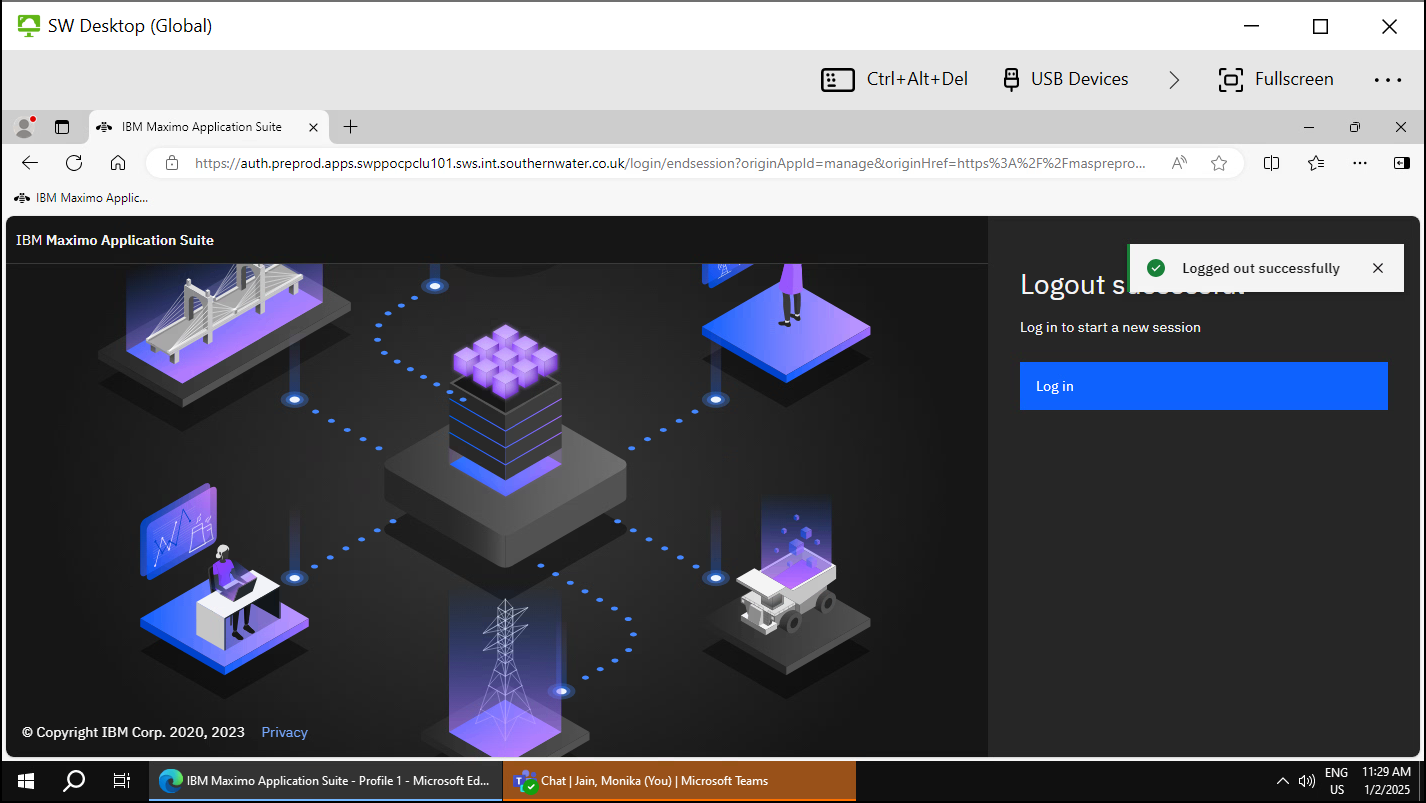 SW Desktop (Global)
Ctrl+Alt+Del
USB Devices
Fullscreen
IBM Maximo Application Suite
https://auth.preprod.apps.swppocpclu101.sws.int.southernwater.co.uk/login/endsession?originAppId=manage&originHref=https%3A%2F%2Fmasprepro...
IBM Maximo Applic...
IBM Maximo Application Suite
Logged out successfully
Logout
Log in to start a new session
Log in
© Copyright IBM Corp. 2020, 2023 Privacy
IBM Maximo Application Suite - Profile 1 - Microsoft Ed...
Chat | Jain, Monika (You) | Microsoft Teams
ENG
US
11:29 AM
1/2/2025